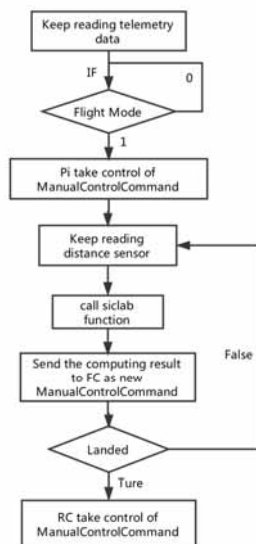 Keep reading telemetry
data
IF
0
Flight Mode
1
Pi take control of
ManualControlCommand
Keep reading
distance sensor
call siclab
function
Send the computing result
to FC as new
ManualControlCommand
False
Landed
Ture
RC take control of
ManualControlCommand